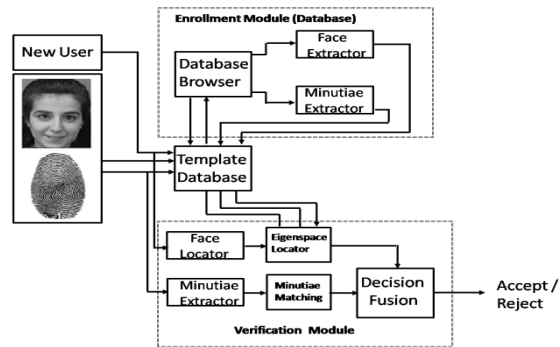 Enrollment Module (Database)
New User
Face
Extractor
Database
Browser
Minutiae
Extractor
Template
Database
Face
Locator
Eigenspace
Locator
Minutiae
Extractor
Minutiae
Matching
Decision
Fusion
Accept /
Reject
Verification Module